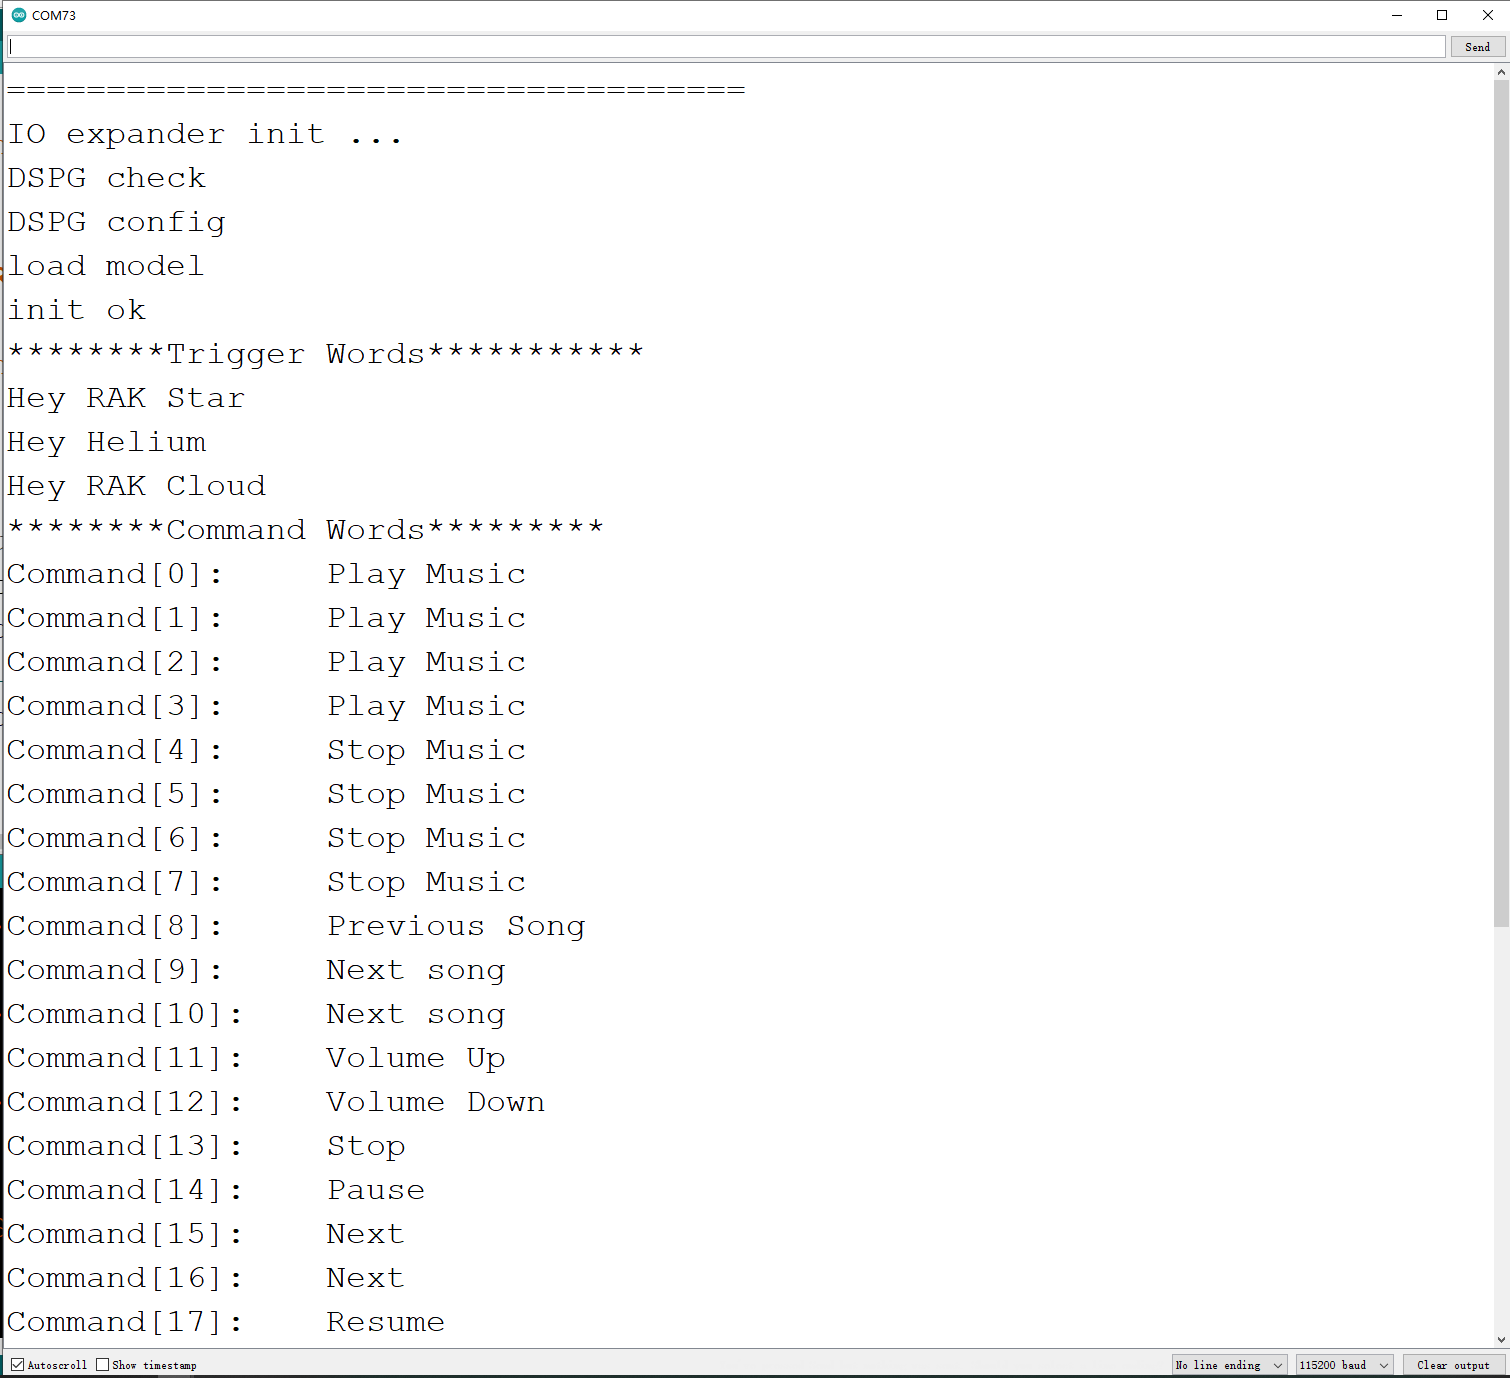 COM73
Send
=====================================
IO expander init ...
DSPG check
DSPG config
load model
init ok
********Trigger Words***********
Hey RAK Star
Hey Helium
Hey RAK Cloud
********Command Words*********
Command[0]: Play Music
Command[1]: Play Music
Command[2]: Play Music
Command[3]: Play Music
Command[4]: Stop Music
Command[5]: Stop Music
Command[6]: Stop Music
Command[7]: Stop Music
Command[8]: Previous Song
Command[9]: Next song
Command[10]: Next song
Command[11]: Volume Up
Command[12]: Volume Down
Command[13]: Stop
Command[14]: Pause
Command[15]: Next
Command[16]: Next
Command[17]: Resume
Autoscroll Show timestamp No line ending 115200 baud Clear output